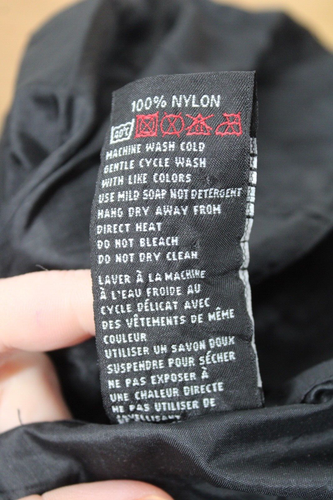 100% NYLON
40°C
MACHINE WASH COLD
GENTLE CYCLE WASH
WITH LIKE COLORS
USE MILD SOAP NOT DETERGENT
HANG DRY AWAY FROM
DIRECT HEAT
DO NOT BLEACH
DO NOT DRY CLEAN
LAVER À LA MACHINE
À L'EAU FROIDE AU
CYCLE DÉLICAT AVEC
DES VÊTEMENTS DE MÊME
COULEUR
UTILISER UN SAVON DOUX
SUSPENDRE POUR SÉCHER
NE PAS EXPOSER À
UNE CHALEUR DIRECTE
NE PAS UTILISER DE